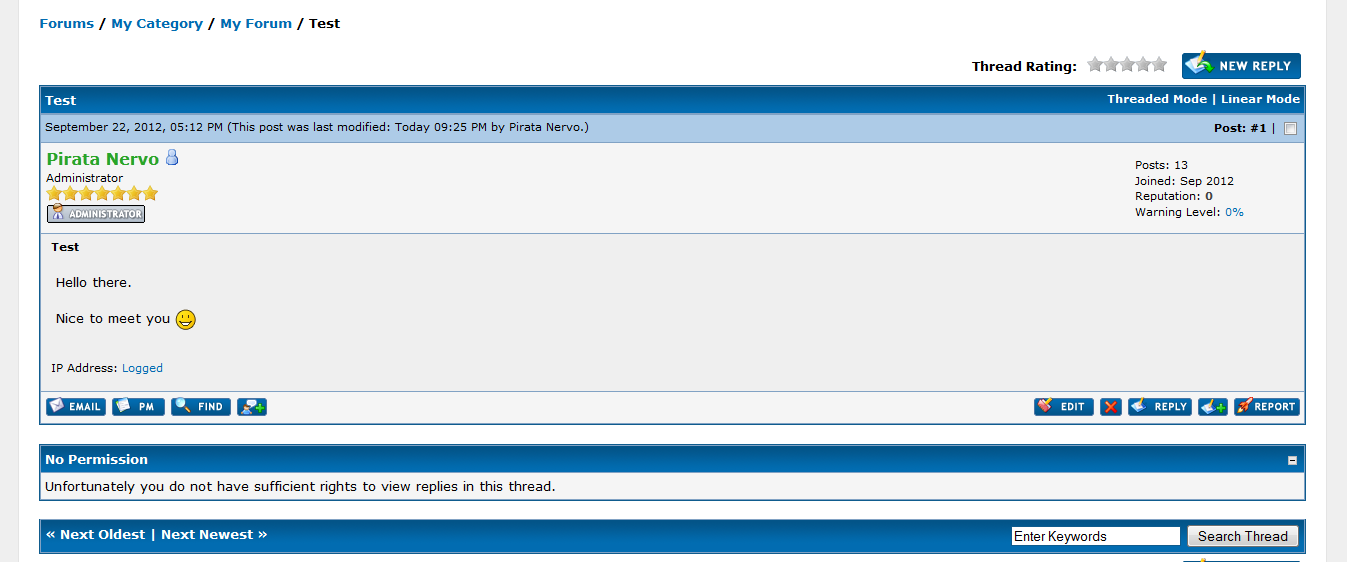 Forums / My Category / My Forum / Test
Thread Rating: NEW REPLY
Test Threaded Mode | Linear Mode
September 22, 2012, 05:12 PM (This post was last modified: Today 09:25 PM by Pirata Nervo.) Post: #1 |
Pirata Nervo
Administrator
ADMINISTRATOR
Posts: 13
Joined: Sep 2012
Reputation: 0
Warning Level: 0%
Test
Hello there.
Nice to meet you
IP Address: Logged
EMAIL PM FIND EDIT REPLY REPORT
No Permission
Unfortunately you do not have sufficient rights to view replies in this thread.
« Next Oldest | Next Newest » Enter Keywords Search Thread